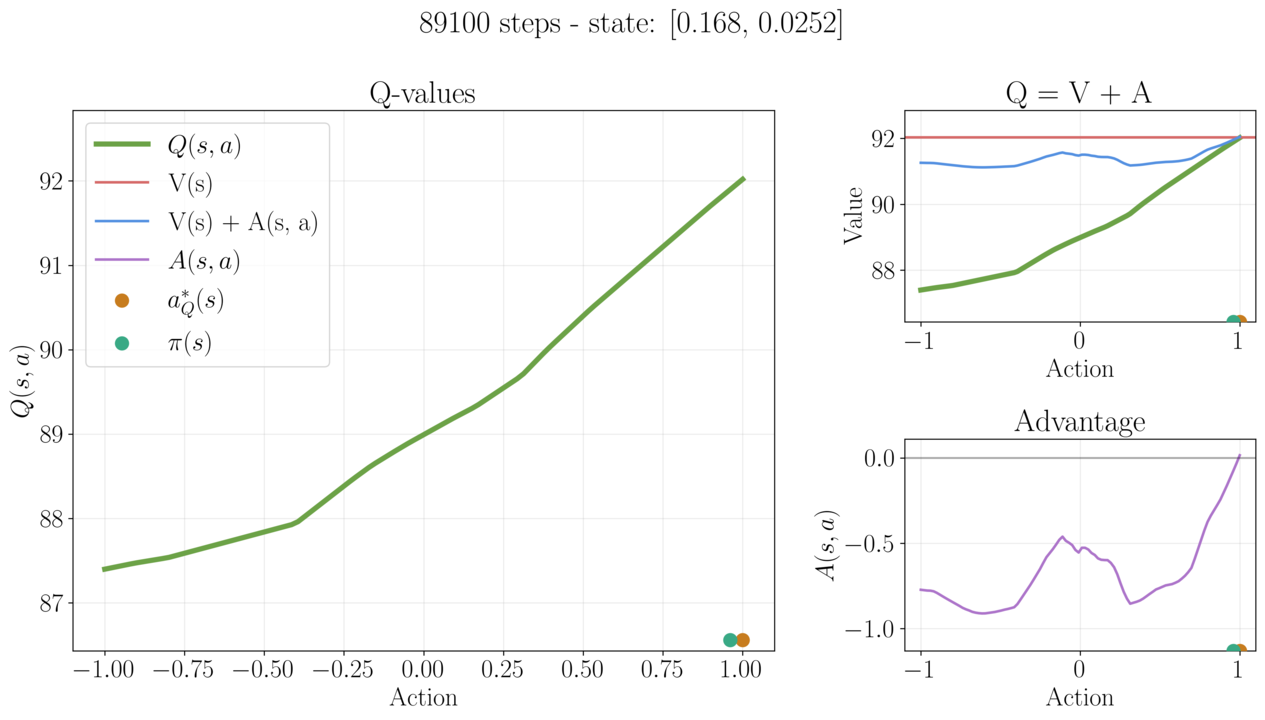 89100 steps - state: [0.168, 0.0252]
Q-values
Q(s, a)
V(s)
V(s) + A(s, a)
A(s, a)
a*Q(s)
π(s)
92
91
90
89
88
87
Q(s, a)
−1.00 −0.75 −0.50 −0.25 0.00 0.25 0.50 0.75 1.00
Action
Q = V + A
92
90
88
Value
−1 0 1
Action
Advantage
0.0
−0.5
−1.0
A(s, a)
−1 0 1
Action